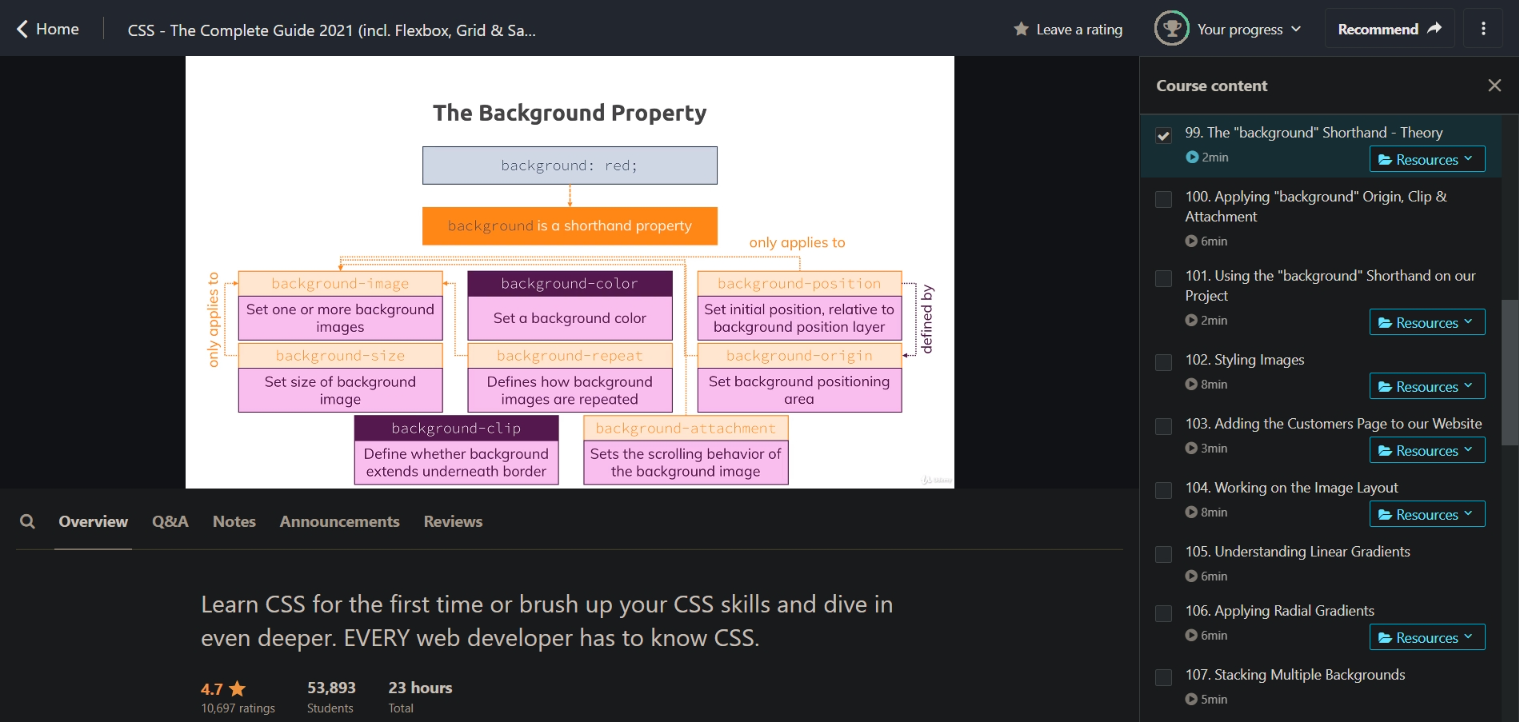 Home
CSS - The Complete Guide 2021 (incl. Flexbox, Grid & Sa...
Leave a rating
Your progress
Recommend
The Background Property
background: red;
background is a shorthand property
only applies to
only applies to
background-image
Set one or more background
images
background-color
Set a background color
background-position
Set initial position, relative to
background position layer
defined by
background-size
Set size of background
image
background-repeat
Defines how background
images are repeated
background-origin
Set background positioning
area
background-clip
Define whether background
extends underneath border
background-attachment
Sets the scrolling behavior of
the background image
Overview
Q&A
Notes
Announcements
Reviews
Learn CSS for the first time or brush up your CSS skills and dive in
even deeper. EVERY web developer has to know CSS.
4.7
10,697 ratings
53,893
Students
23 hours
Total
Course content
99. The "background" Shorthand - Theory
2min
Resources
100. Applying "background" Origin, Clip &
Attachment
6min
101. Using the "background" Shorthand on our
Project
2min
Resources
102. Styling Images
8min
Resources
103. Adding the Customers Page to our Website
3min
Resources
104. Working on the Image Layout
8min
Resources
105. Understanding Linear Gradients
6min
106. Applying Radial Gradients
6min
Resources
107. Stacking Multiple Backgrounds
5min